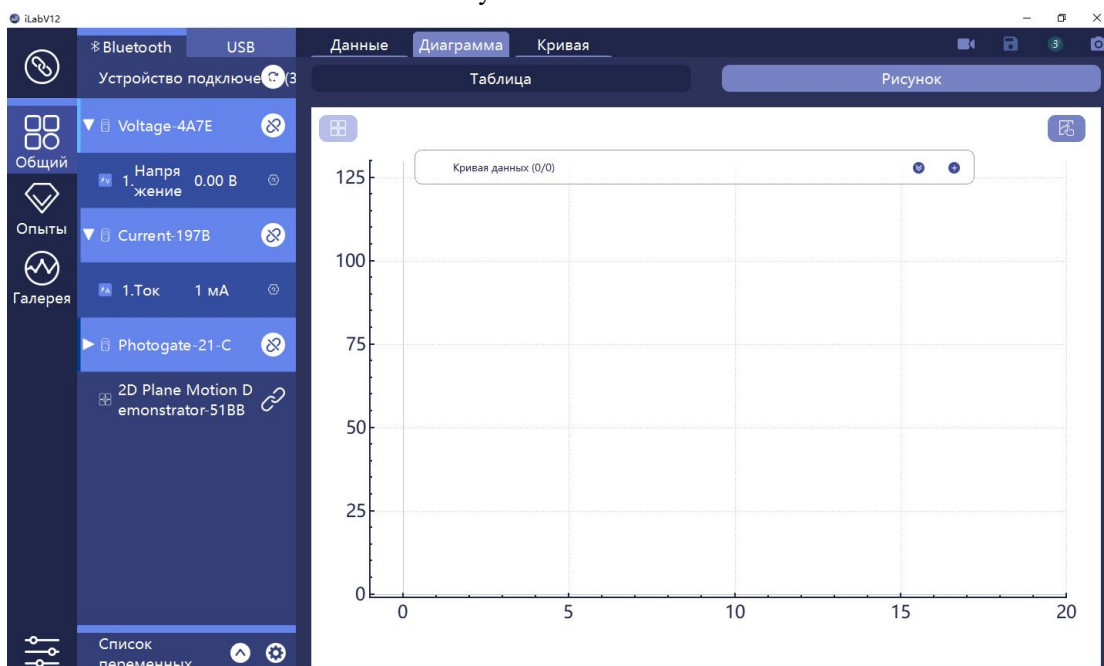 iLabV12
Bluetooth USB
Данные Диаграмма Кривая
3
Устройство подключе (3
Таблица Рисунок
Общий
Опыты
Галерея
Voltage-4A7E
1. Напря
жение 0.00 В
Current-197B
1.Ток 1 мА
Photogate-21-C
2D Plane Motion D
emonstrator-51BB
Список
переменных
Кривая данных (0/0)
125
100
75
50
25
0
0 5 10 15 20